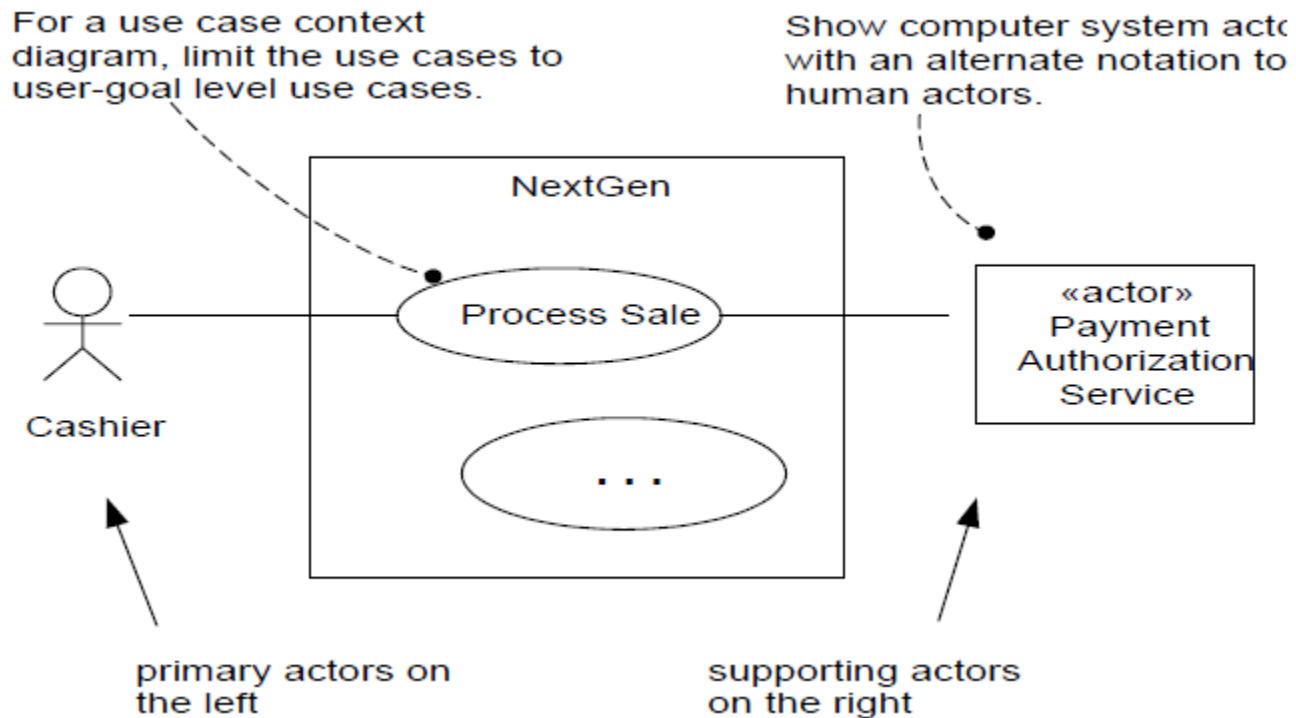 For a use case context
diagram, limit the use cases to
user-goal level use cases.
Show computer system acto
with an alternate notation to
human actors.
NextGen
Process Sale
. . .
Cashier
«actor»
Payment
Authorization
Service
primary actors on
the left
supporting actors
on the right